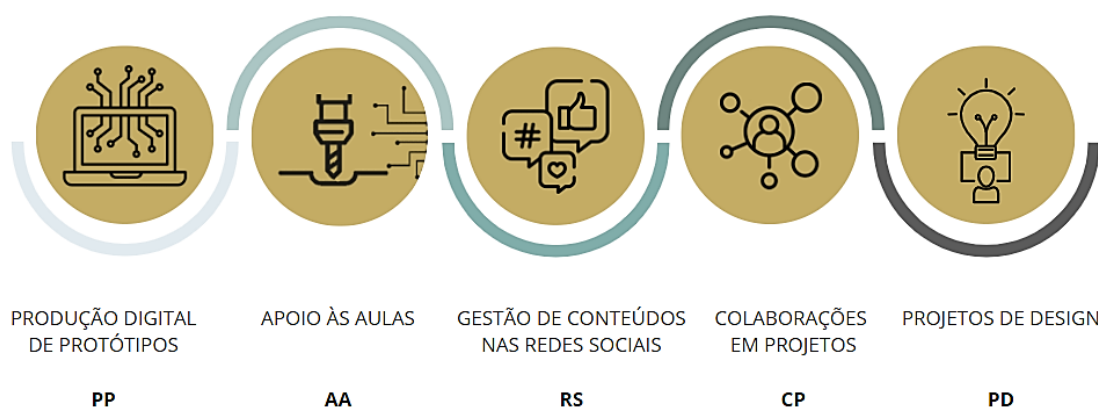 #
PRODUÇÃO DIGITAL
DE PROTÓTIPOS
PP
APOIO ÀS AULAS
AA
GESTÃO DE CONTEÚDOS
NAS REDES SOCIAIS
RS
COLABORAÇÕES
EM PROJETOS
CP
PROJETOS DE DESIGN
PD